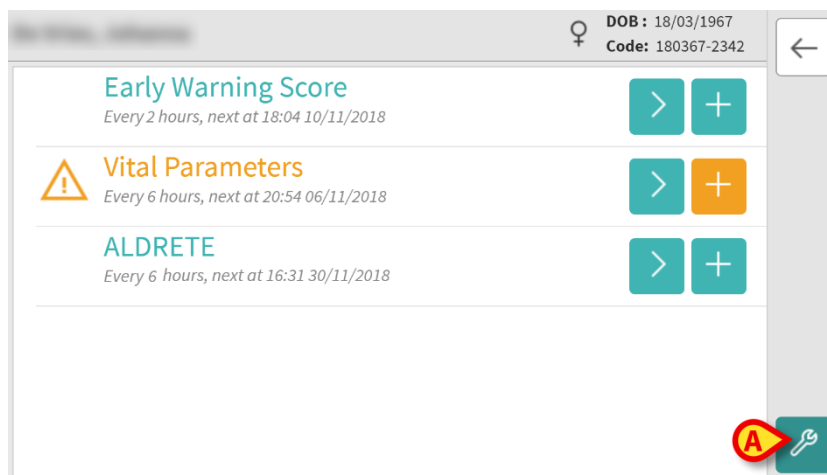 DOB : 18/03/1967
Code: 180367-2342
Early Warning Score
Every 2 hours, next at 18:04 10/11/2018
Vital Parameters
Every 6 hours, next at 20:54 06/11/2018
ALDRETE
Every 6 hours, next at 16:31 30/11/2018
A